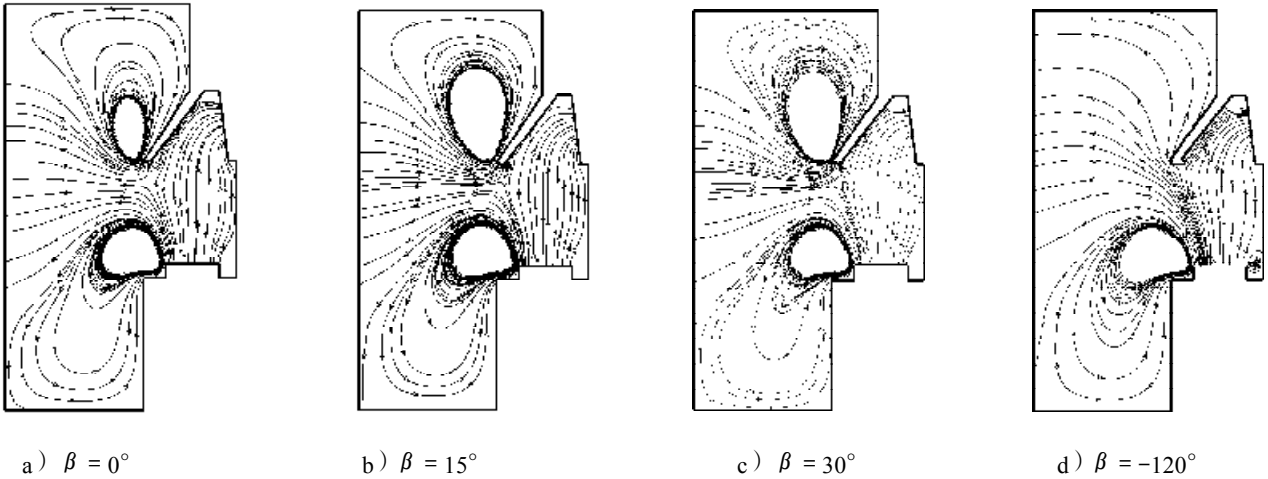 a）β = 0°
b）β = 15°
c）β = 30°
d）β = −120°